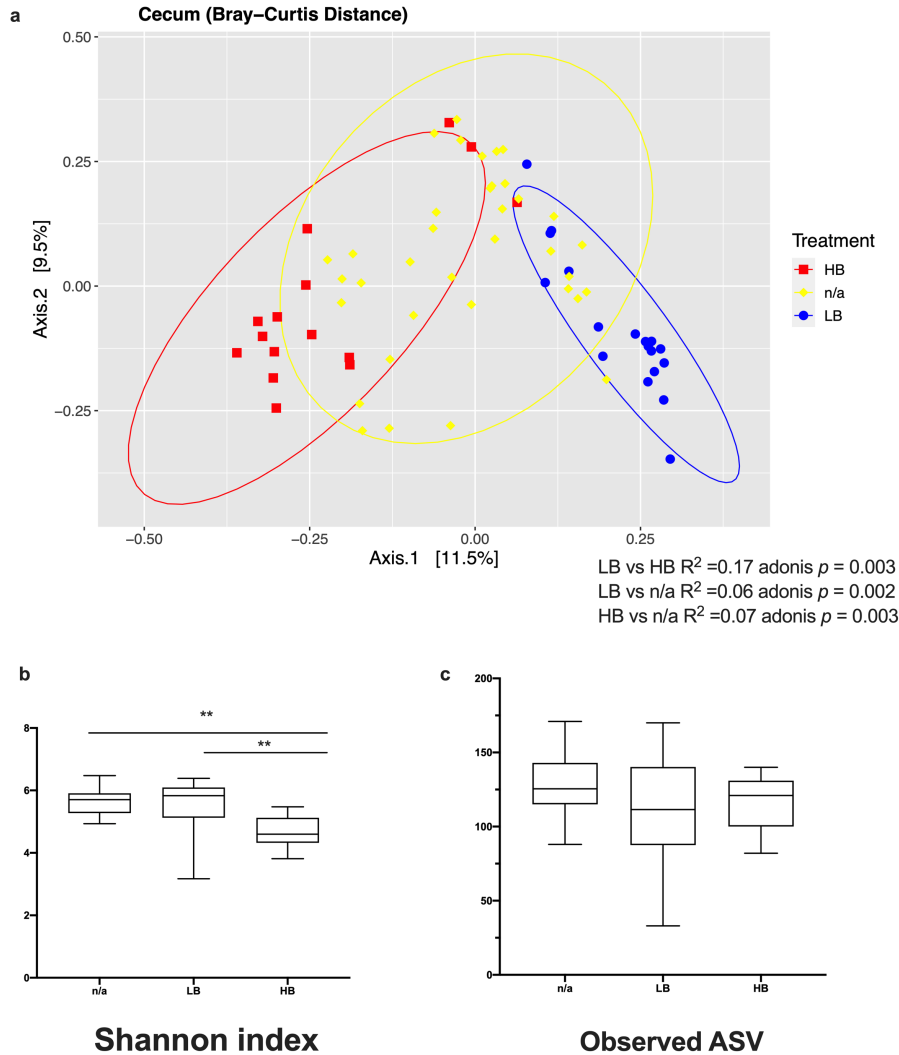 a
Cecum (Bray−Curtis Distance)
0.50
0.25
0.00
−0.25
Axis.2 [9.5%]
−0.50
−0.25
0.00
0.25
Axis.1 [11.5%]
Treatment
HB
n/a
LB
LB vs HB R² =0.17 adonis p = 0.003
LB vs n/a R² =0.06 adonis p = 0.002
HB vs n/a R² =0.07 adonis p = 0.003
b
**
**
8
6
4
2
0
n/a
LB
HB
Shannon index
c
200
150
100
50
0
n/a
LB
HB
Observed ASV